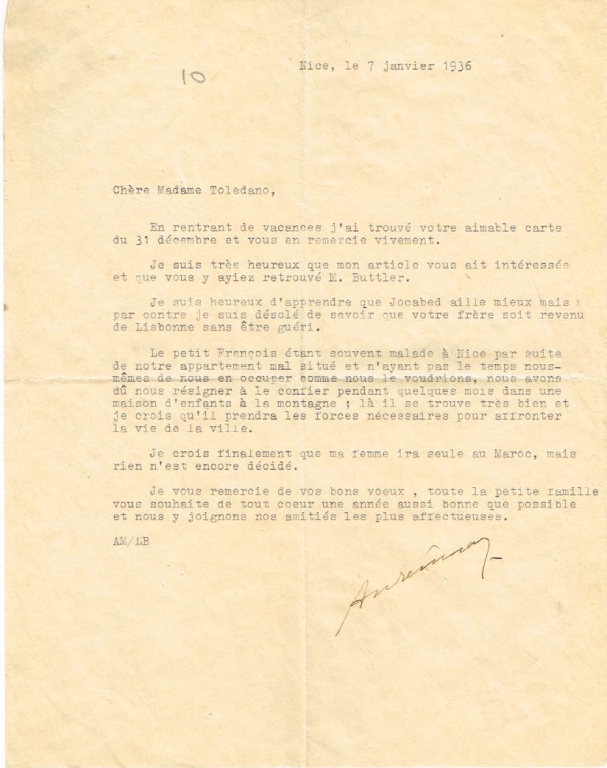 10
Nice, le 7 janvier 1936
Chère Madame Toledano,
En rentrant de vacances j'ai trouvé votre aimable carte
du 31 décembre et vous en remercie vivement.
Je suis très heureux que mon article vous ait intéressée
et que vous y ayiez retrouvé M. Buttler.
Je suis heureux d'apprendre que Jocabed aille mieux mais
par contre je suis désolé de savoir que votre frère soit revenu
de Lisbonne sans être guéri.
Le petit François étant souvent malade à Nice par suite
de notre appartement mal situé et n'ayant pas le temps nous-
mêmes de nous en occuper comme nous le voudrions, nous avons
dû nous résigner à le confier pendant quelques mois dans une
maison d'enfants à la montagne ; là il se trouve très bien et
je crois qu'il prendra les forces nécessaires pour affronter
la vie de la ville.
Je crois finalement que ma femme ira seule au Maroc, mais
rien n'est encore décidé.
Je vous remercie de vos bons voeux , toute la petite famille
vous souhaite de tout coeur une année aussi bonne que possible
et nous y joignons nos amitiés les plus affectueuses.
AM/LB